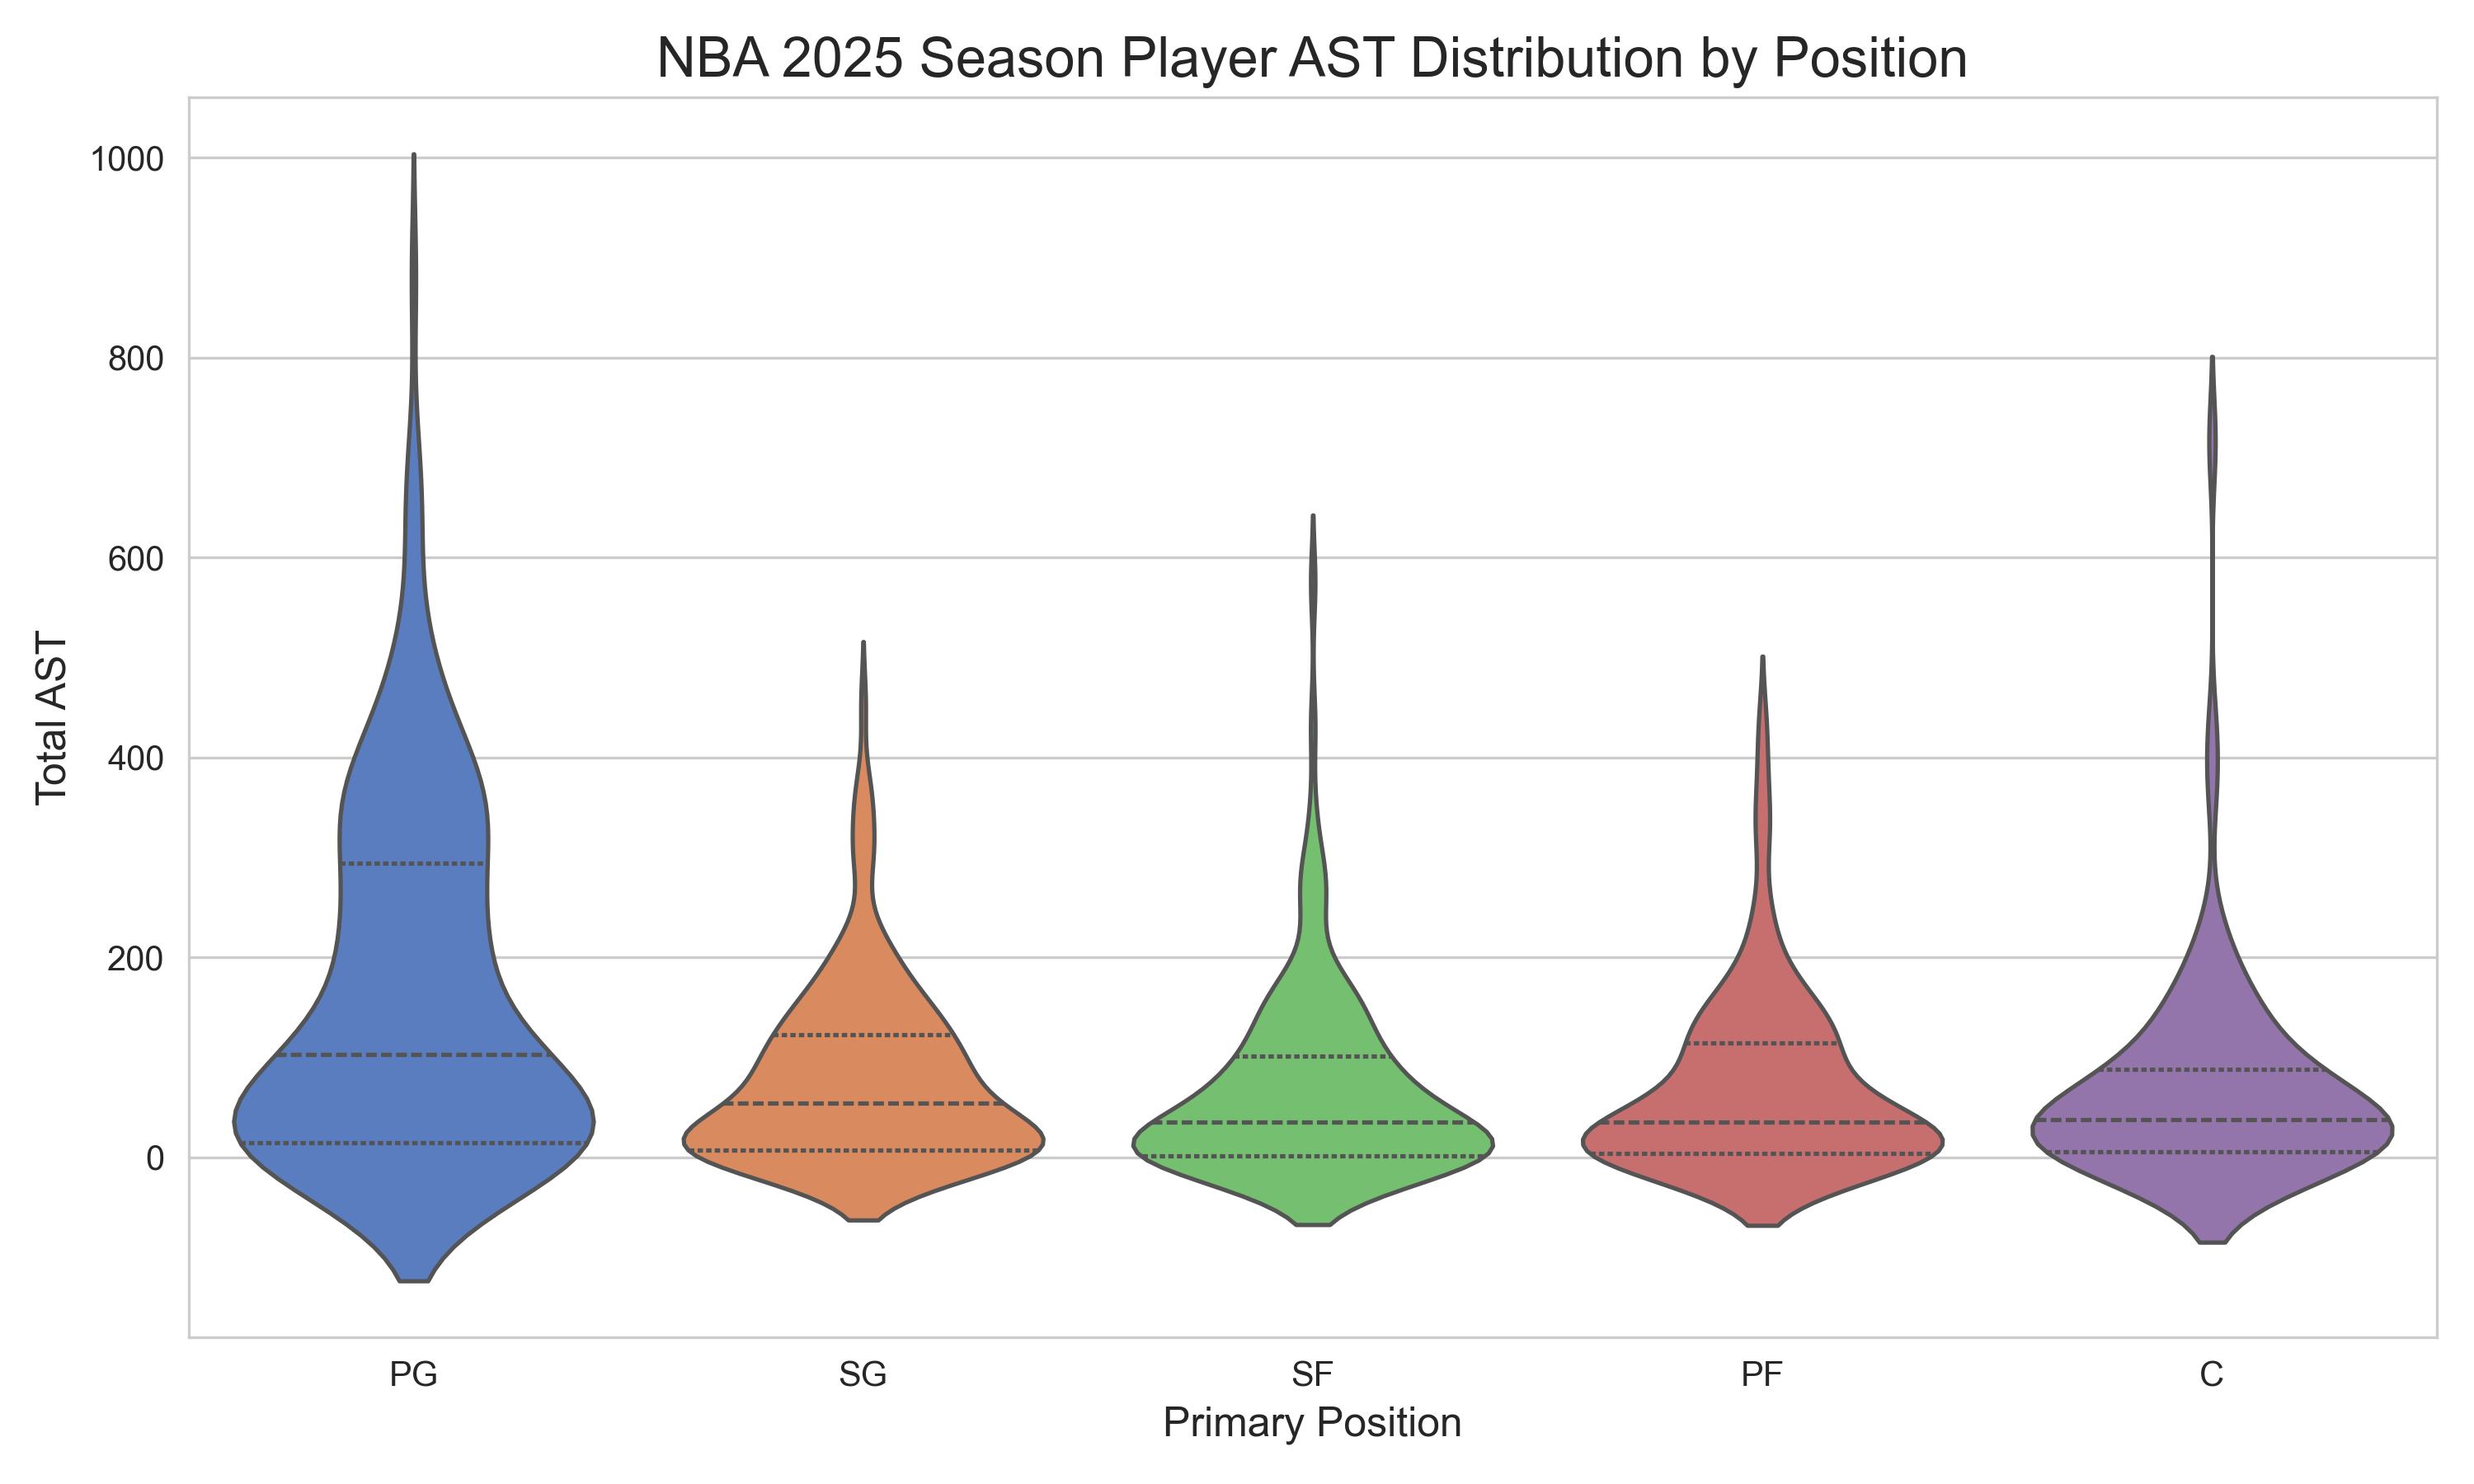 NBA 2025 Season Player AST Distribution by Position
Total AST
1000
800
600
400
200
0
PG SG SF PF C
Primary Position